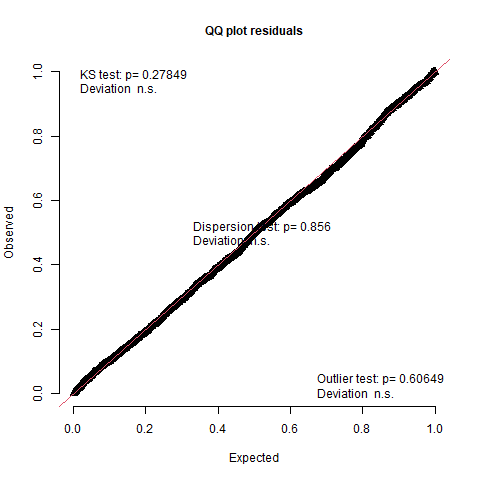 QQ plot residuals
KS test: p= 0.27849
Deviation n.s.
Dispersion test: p= 0.856
Deviation n.s.
Outlier test: p= 0.60649
Deviation n.s.
Observed
0.0 0.2 0.4 0.6 0.8 1.0
0.0 0.2 0.4 0.6 0.8 1.0
Expected